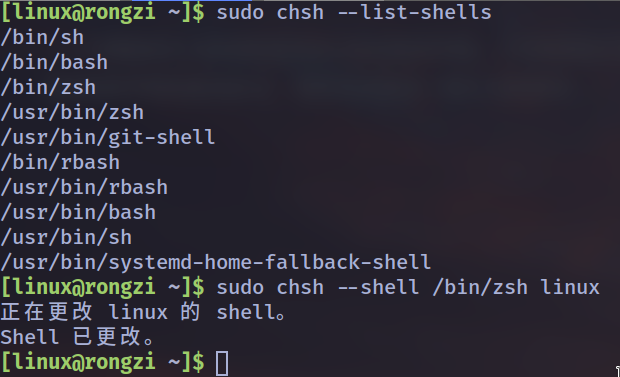 [linux@rongzi ~]$ sudo chsh --list-shells
/bin/sh
/bin/bash
/bin/zsh
/usr/bin/zsh
/usr/bin/git-shell
/bin/rbash
/usr/bin/rbash
/usr/bin/bash
/usr/bin/sh
/usr/bin/systemd-home-fallback-shell
[linux@rongzi ~]$ sudo chsh --shell /bin/zsh linux
正在更改 linux 的 shell。
Shell 已更改。
[linux@rongzi ~]$